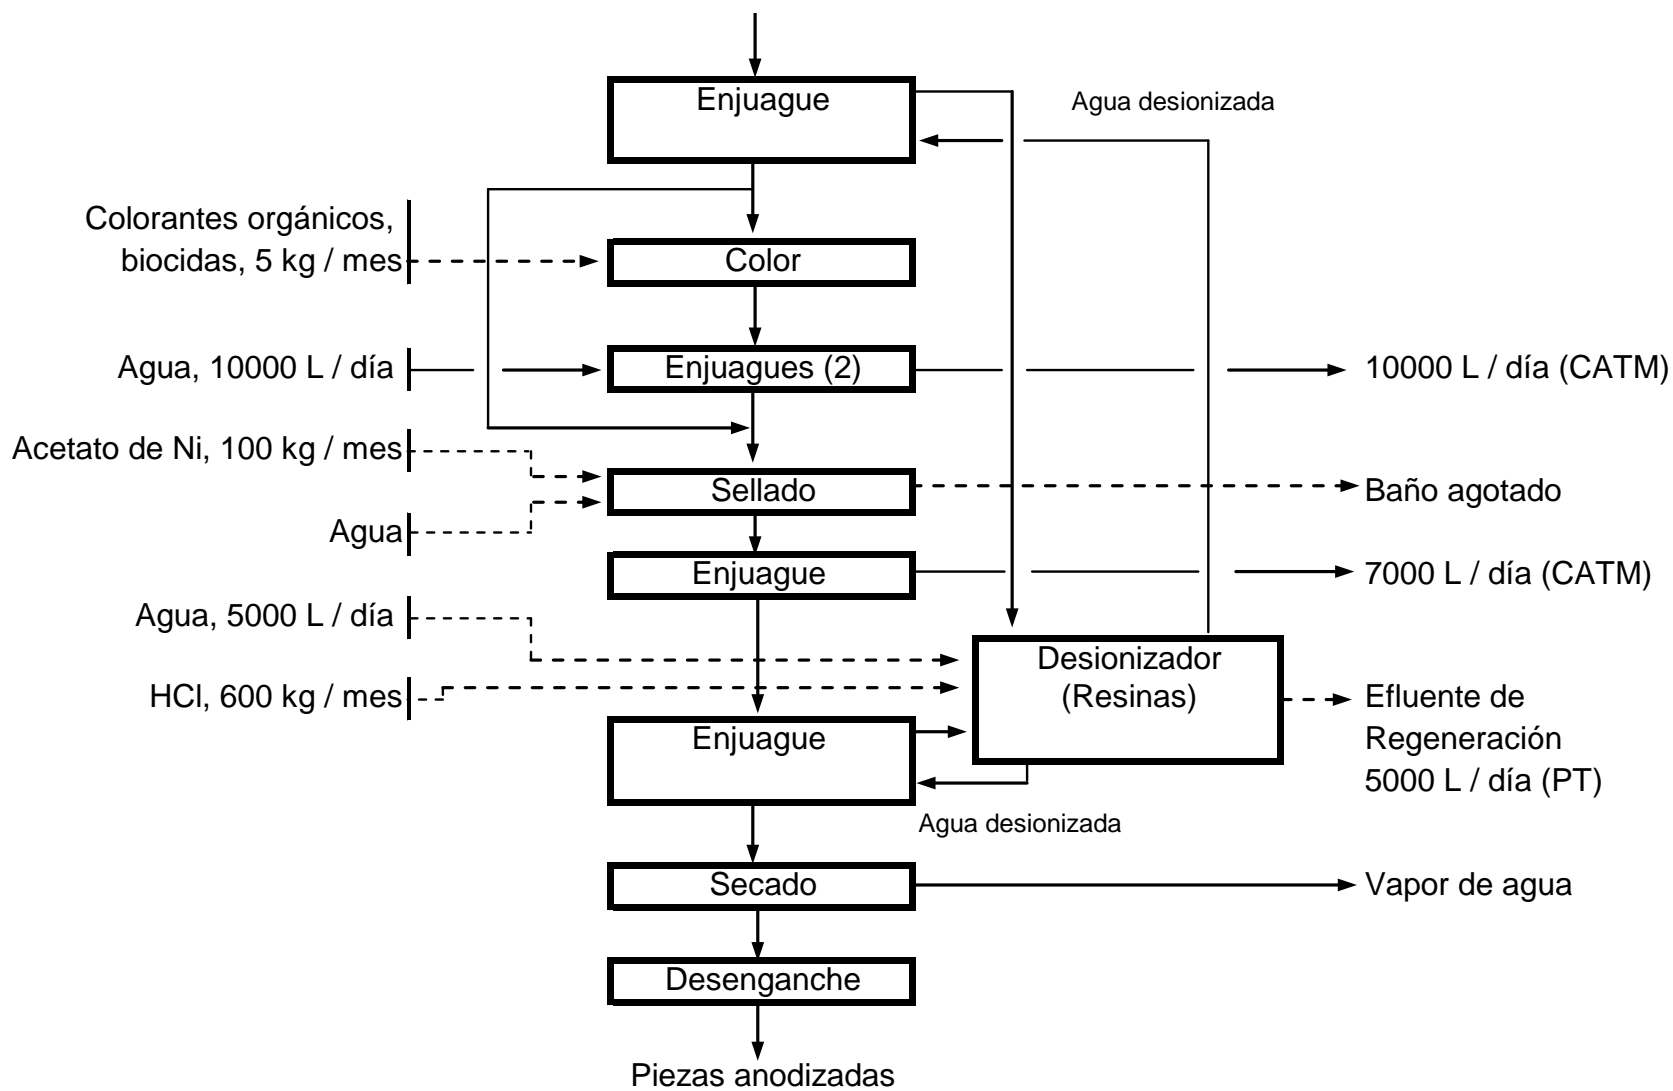 Enjuague
Agua desionizada
Colorantes orgánicos,
biocidas, 5 kg / mes
Color
Agua, 10000 L / día
Enjuagues (2)
10000 L / día (CATM)
Acetato de Ni, 100 kg / mes
Sellado
Baño agotado
Agua
Enjuague
7000 L / día (CATM)
Agua, 5000 L / día
Desionizador
(Resinas)
HCl, 600 kg / mes
Efluente de
Regeneración
5000 L / día (PT)
Enjuague
Agua desionizada
Secado
Vapor de agua
Desenganche
Piezas anodizadas